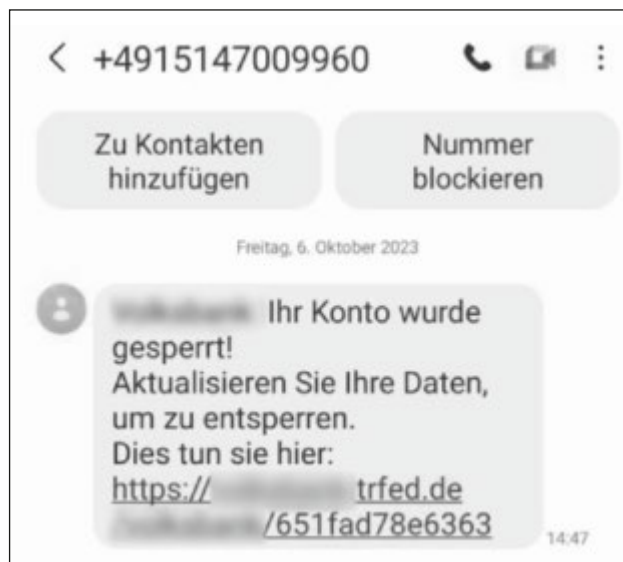 +4915147009960
Zu Kontakten
hinzufügen
Nummer
blockieren
Freitag, 6. Oktober 2023
Ihr Konto wurde
gesperrt!
Aktualisieren Sie Ihre Daten,
um zu entsperren.
Dies tun sie hier:
https:// trfed.de
/651fad78e6363
14:47